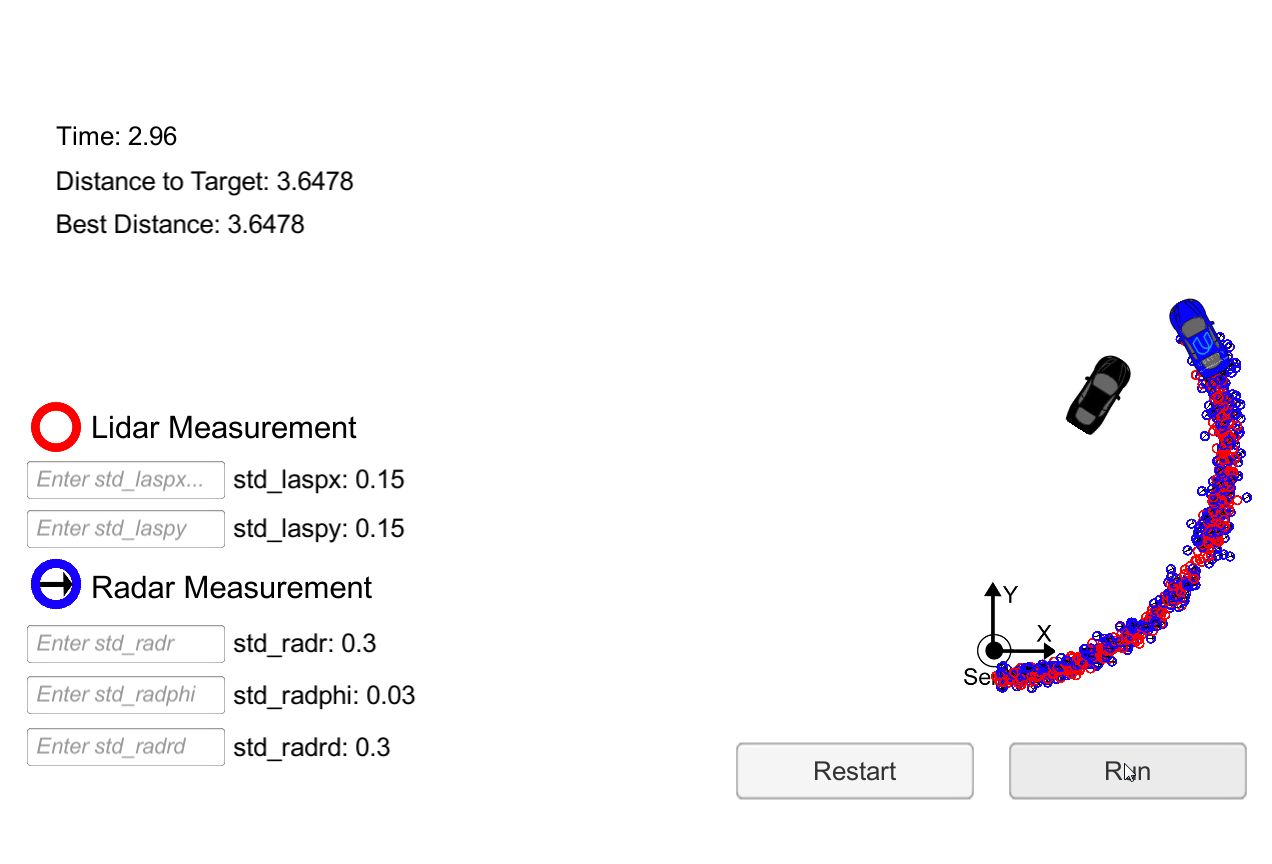 Time: 2.96
Distance to Target: 3.6478
Best Distance: 3.6478
Lidar Measurement
Enter std_laspx... std_laspx: 0.15
Enter std_laspy std_laspy: 0.15
Radar Measurement
Enter std_radr std_radr: 0.3
Enter std_radphi std_radphi: 0.03
Enter std_radrd std_radrd: 0.3
Y
X
Se
Restart
Run